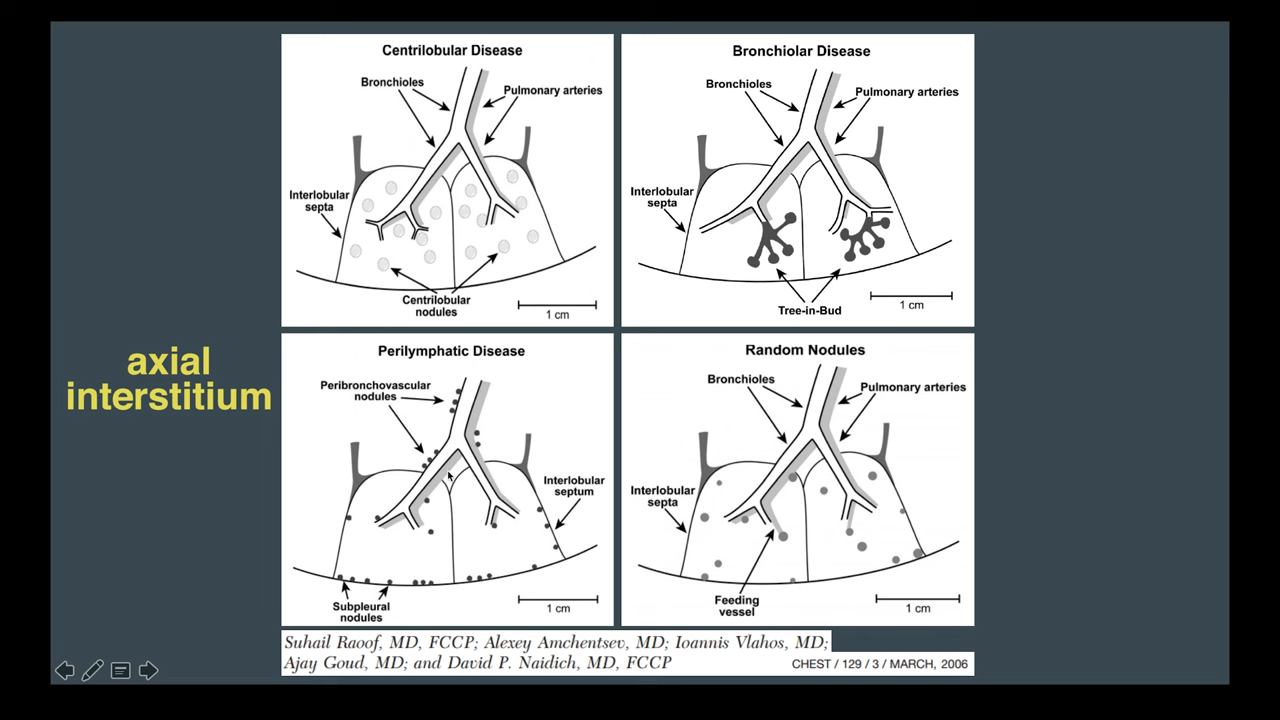 axial
interstitium
Centrilobular Disease
Bronchioles
Pulmonary arteries
Interlobular
septa
Centrilobular
nodules
1 cm
Bronchiolar Disease
Bronchioles
Pulmonary arteries
Interlobular
septa
Tree-in-Bud
1 cm
Perilymphatic Disease
Peribronchovascular
nodules
Interlobular
septum
Subpleural
nodules
1 cm
Random Nodules
Bronchioles
Pulmonary arteries
Interlobular
septa
Feeding
vessel
1 cm
Suhail Raoof, MD, FCCP; Alexey Amchentsev, MD; Ioannis Vlahos, MD;
Ajay Goud, MD; and David P. Naidich, MD, FCCP
CHEST / 129 / 3 / MARCH, 2006